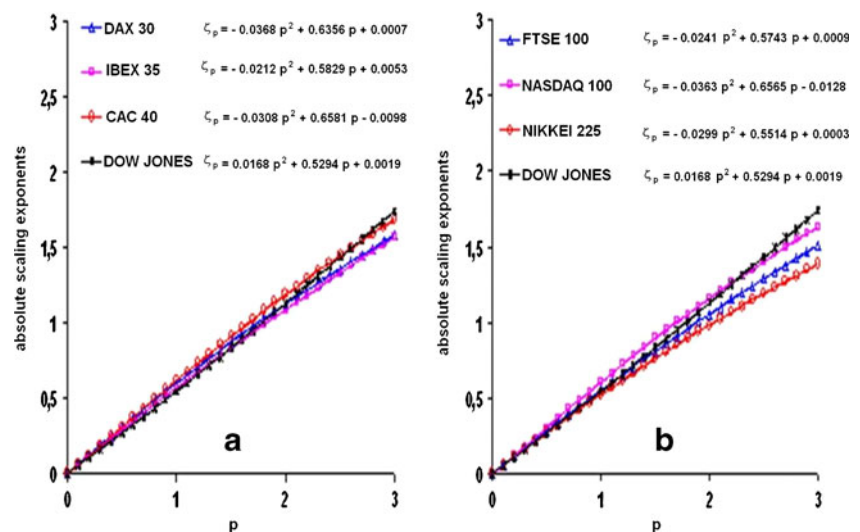 absolute scaling exponents
3
2,5
2
1,5
1
0,5
0
DAX 30 ζp = - 0.0368 p² + 0.6356 p + 0.0007
IBEX 35 ζp = - 0.0212 p² + 0.5829 p + 0.0053
CAC 40 ζp = - 0.0308 p² + 0.6581 p - 0.0098
DOW JONES ζp = 0.0168 p² + 0.5294 p + 0.0019
a
0 1 2 3
p
absolute scaling exponents
3
2,5
2
1,5
1
0,5
0
FTSE 100 ζp = - 0.0241 p² + 0.5743 p + 0.0009
NASDAQ 100 ζp = - 0.0363 p² + 0.6565 p - 0.0128
NIKKEI 225 ζp = - 0.0299 p² + 0.5514 p + 0.0003
DOW JONES ζp = 0.0168 p² + 0.5294 p + 0.0019
b
0 1 2 3
p